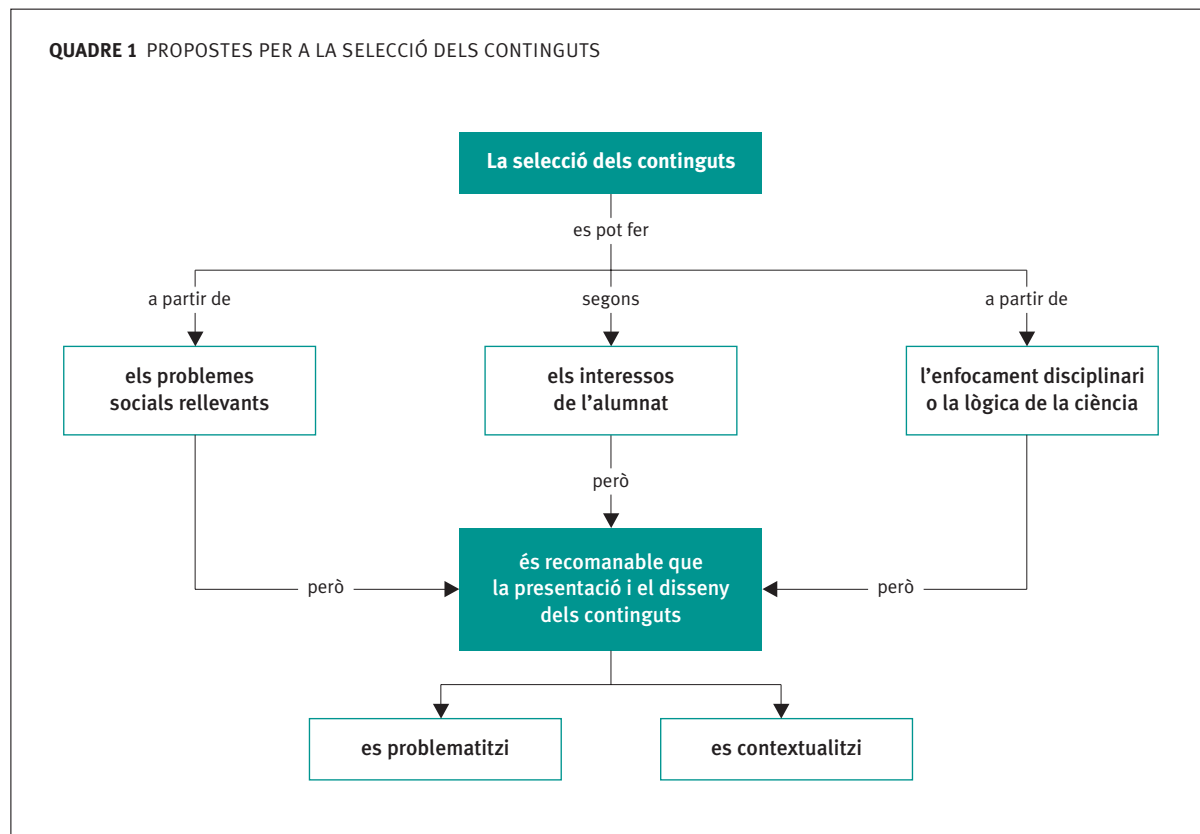 QUADRE 1 PROPOSTES PER A LA SELECCIÓ DELS CONTINGUTS
La selecció dels continguts
es pot fer
a partir de
segons
a partir de
els problemes
socials rellevants
els interessos
de l’alumnat
l’enfocament disciplinari
o la lògica de la ciència
però
és recomanable que
la presentació i el disseny
dels continguts
però
però
es problematitzi
es contextualitzi